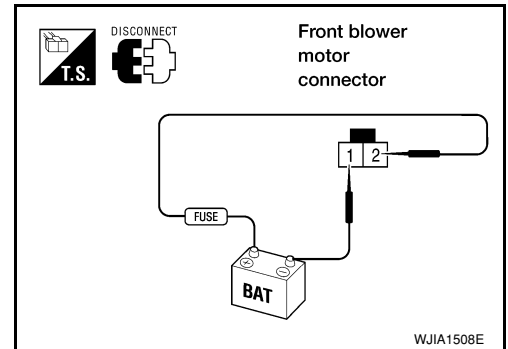 DISCONNECT
T.S.
Front blower
motor
connector
1 2
FUSE
+ −
BAT
WJIA1508E